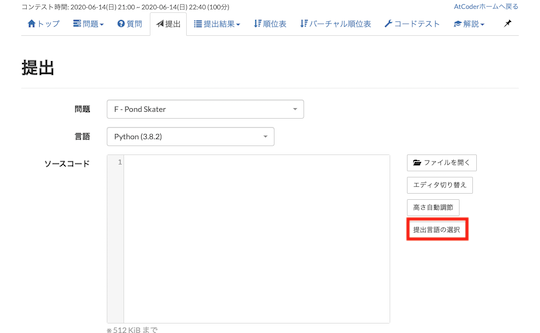 コンテスト時間: 2020-06-14(日) 21:00 ~ 2020-06-14(日) 22:40 (100分)
AtCoderホームへ戻る
トップ 問題 質問 提出 提出結果 順位表 バーチャル順位表 コードテスト 解説
提出
問題 F - Pond Skater
言語 Python (3.8.2)
ソースコード 1 ファイルを開く
エディタ切り替え
高さ自動調節
提出言語の選択
※ 512 KiB まで